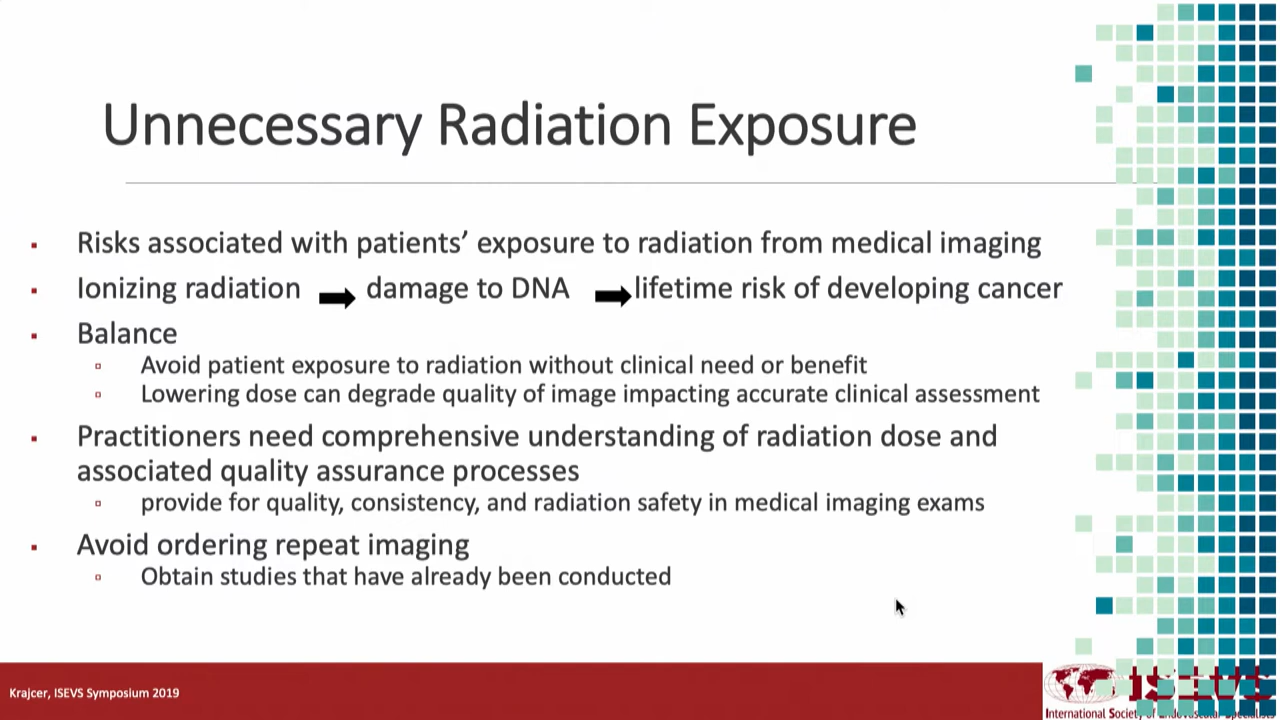 Unnecessary Radiation Exposure
Risks associated with patients’ exposure to radiation from medical imaging
Ionizing radiation damage to DNA lifetime risk of developing cancer
Balance
Avoid patient exposure to radiation without clinical need or benefit
Lowering dose can degrade quality of image impacting accurate clinical assessment
Practitioners need comprehensive understanding of radiation dose and
associated quality assurance processes
provide for quality, consistency, and radiation safety in medical imaging exams
Avoid ordering repeat imaging
Obtain studies that have already been conducted
Krajcer, ISEVS Symposium 2019
ISEVS
International Society of Endovascular Specialists